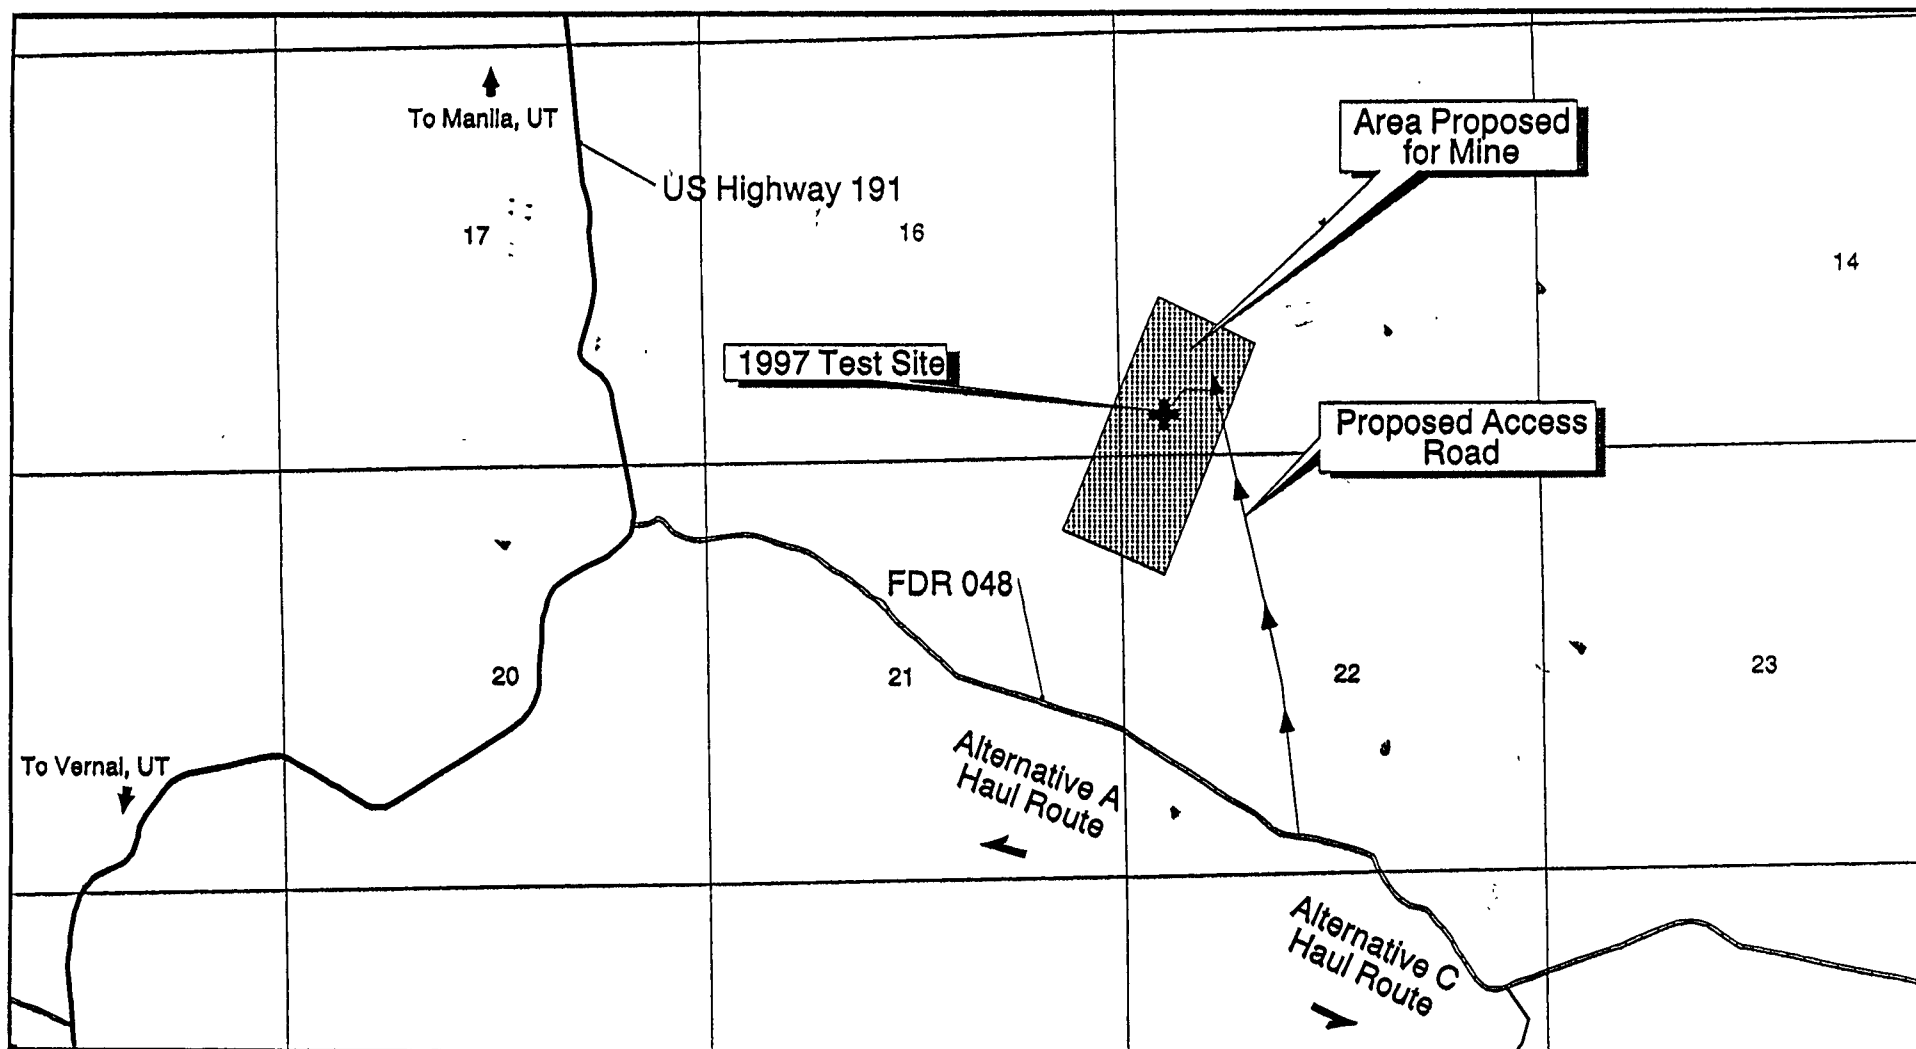 To Manila, UT
US Highway 191
Area Proposed
for Mine
17
16
14
1997 Test Site
Proposed Access
Road
FDR 048
20
21
22
23
To Vernal, UT
Alternative A
Haul Route
Alternative C
Haul Route